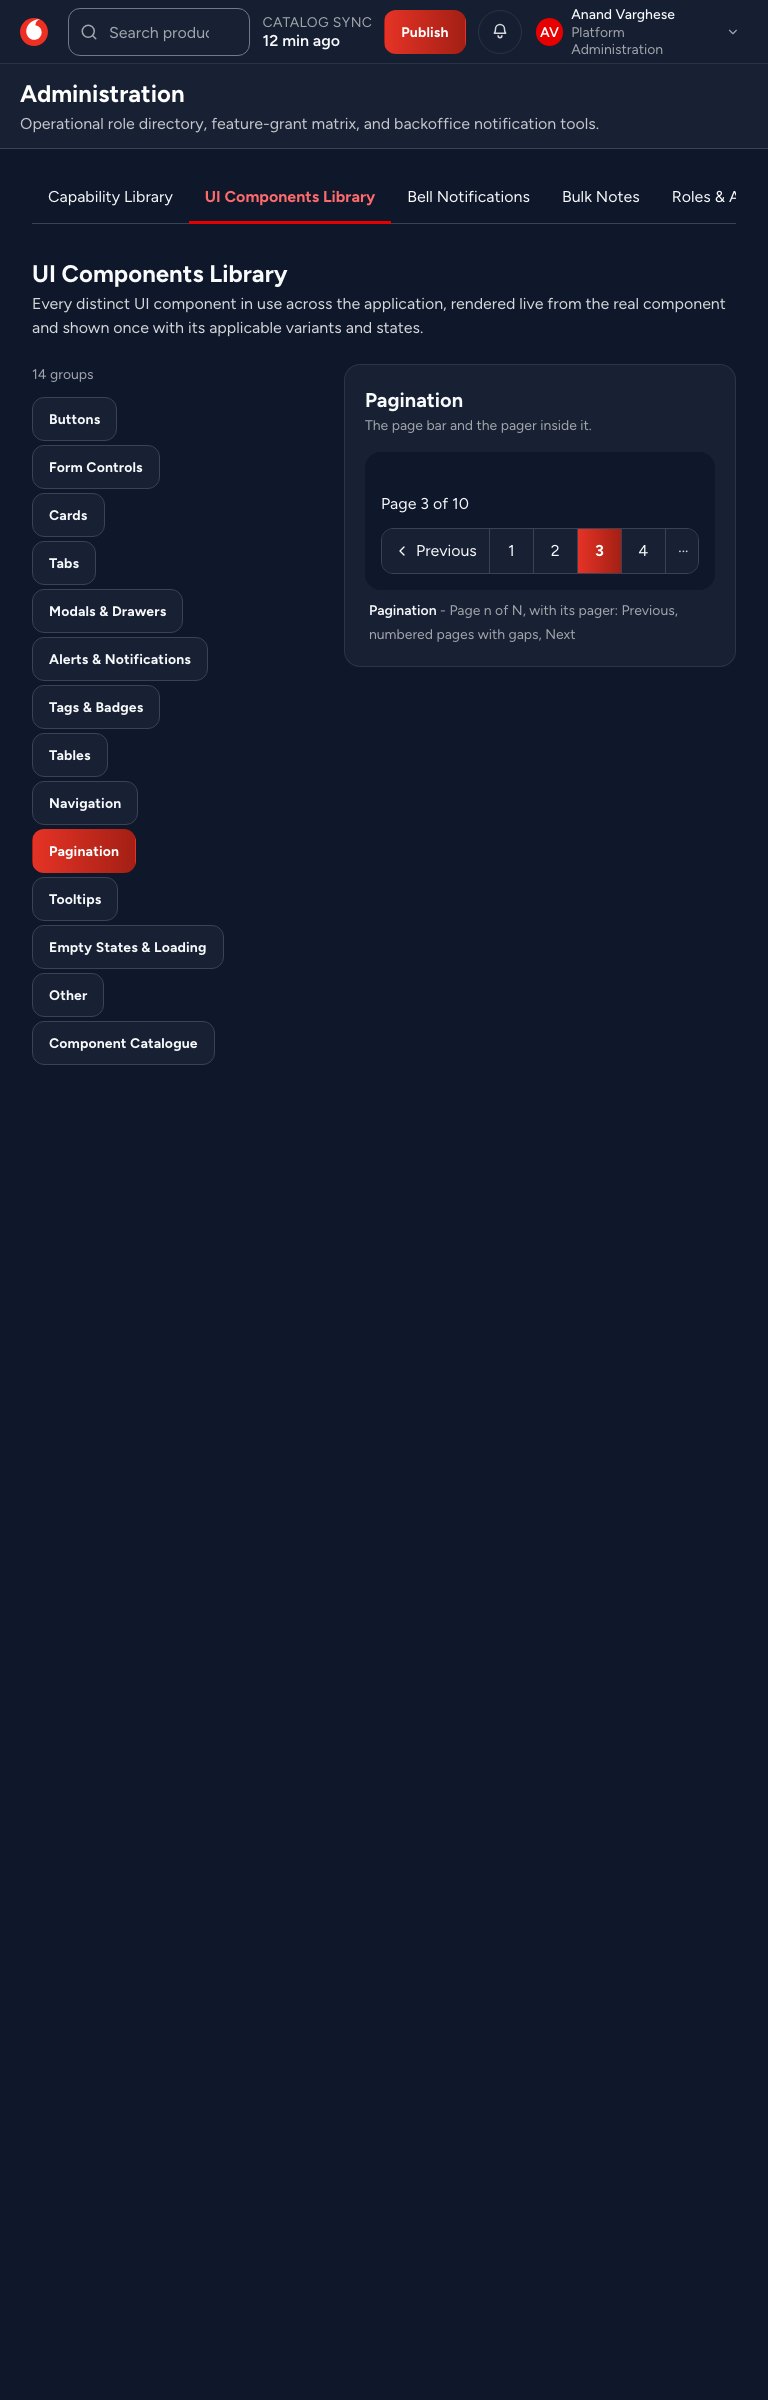 Search produc
CATALOG SYNC
12 min ago
Publish
AV
Anand Varghese
Platform
Administration
Administration
Operational role directory, feature-grant matrix, and backoffice notification tools.
Capability Library
UI Components Library
Bell Notifications
Bulk Notes
Roles & A
UI Components Library
Every distinct UI component in use across the application, rendered live from the real component
and shown once with its applicable variants and states.
14 groups
Buttons
Form Controls
Cards
Tabs
Modals & Drawers
Alerts & Notifications
Tags & Badges
Tables
Navigation
Pagination
Tooltips
Empty States & Loading
Other
Component Catalogue
Pagination
The page bar and the pager inside it.
Page 3 of 10
Previous 1 2 3 4 ...
Pagination - Page n of N, with its pager: Previous,
numbered pages with gaps, Next